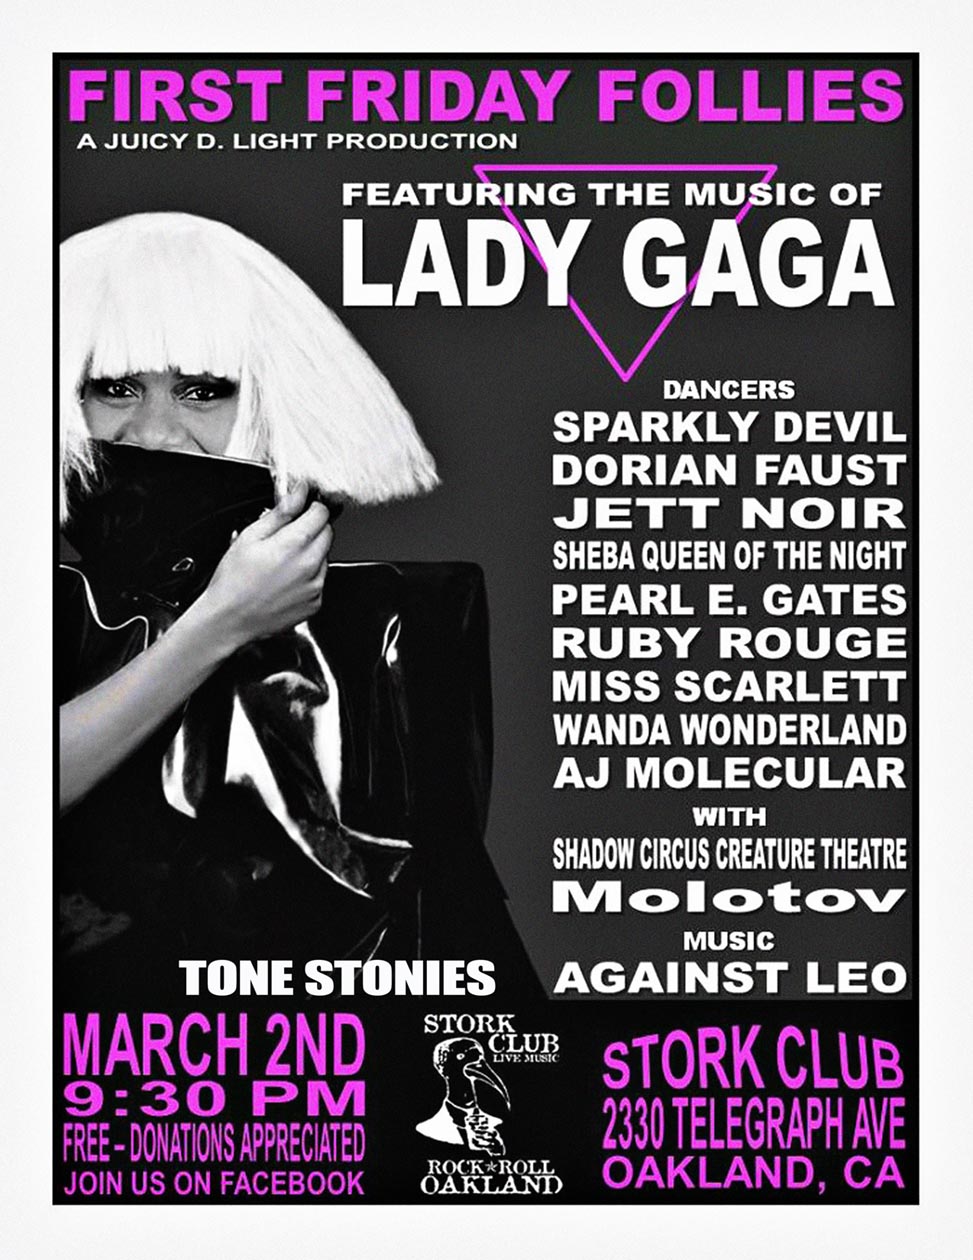 FIRST FRIDAY FOLLIES
A JUICY D. LIGHT PRODUCTION
FEATURING THE MUSIC OF
LADY GAGA
DANCERS
SPARKLY DEVIL
DORIAN FAUST
JETT NOIR
SHEBA QUEEN OF THE NIGHT
PEARL E. GATES
RUBY ROUGE
MISS SCARLETT
WANDA WONDERLAND
AJ MOLECULAR
WITH
SHADOW CIRCUS CREATURE THEATRE
Molotov
MUSIC
AGAINST LEO
TONE STONIES
MARCH 2ND
9:30 PM
FREE – DONATIONS APPRECIATED
JOIN US ON FACEBOOK
STORK
CLUB
LIVE MUSIC
ROCK★ROLL
OAKLAND
STORK CLUB
2330 TELEGRAPH AVE
OAKLAND, CA